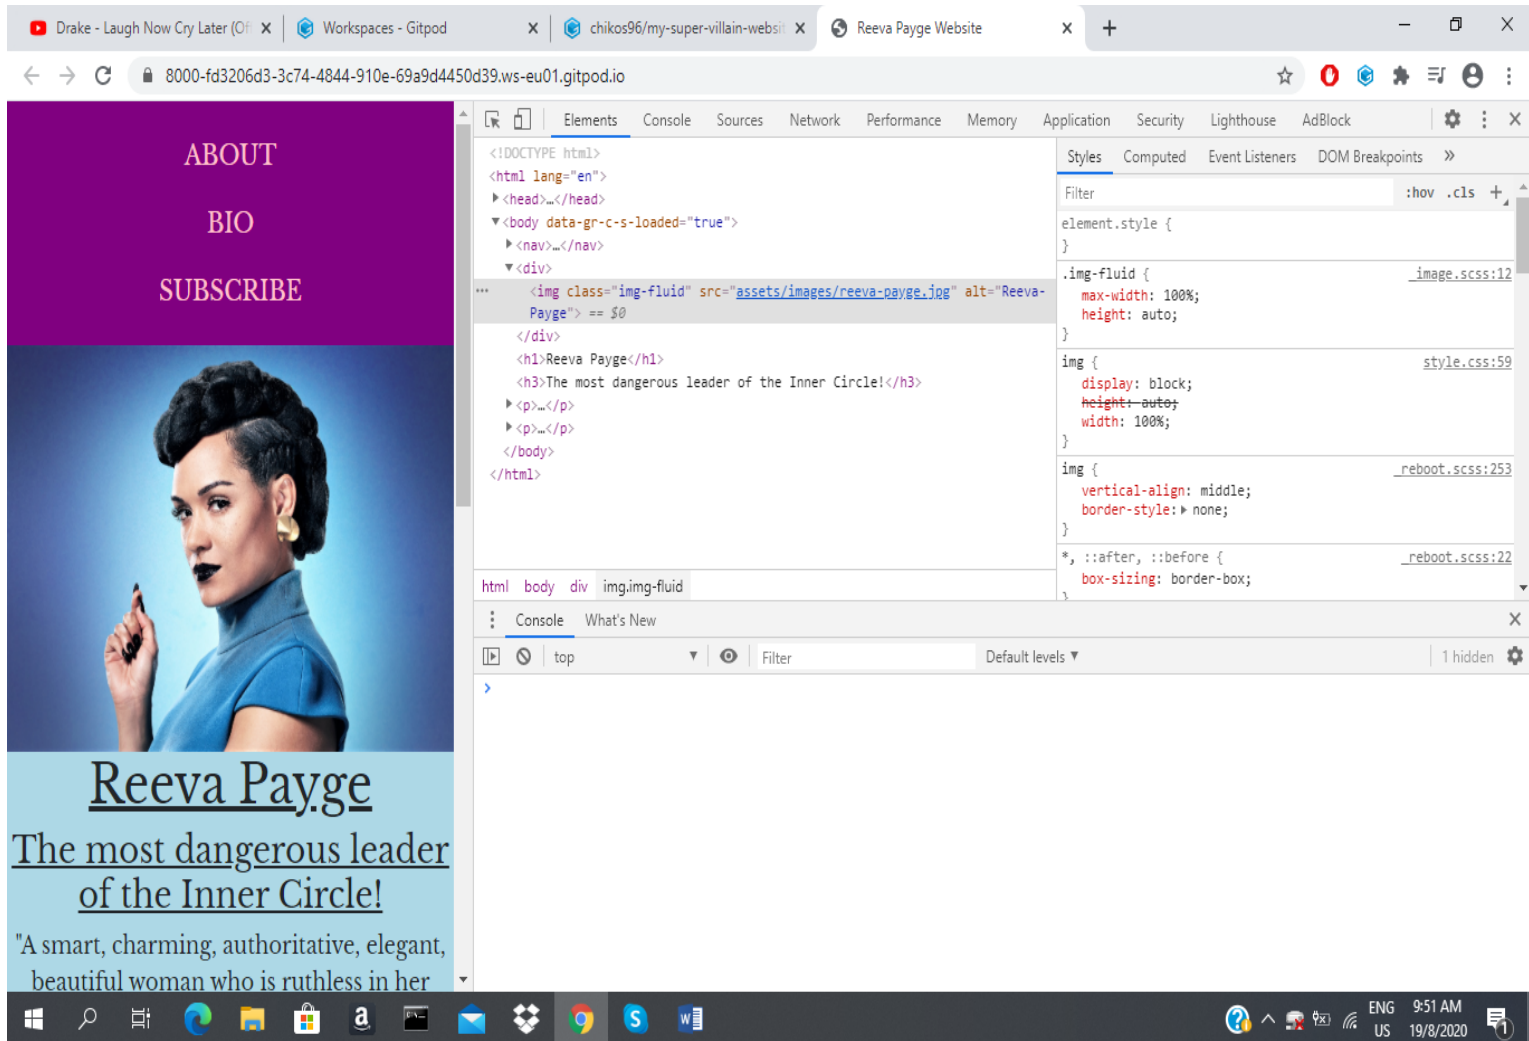 Drake - Laugh Now Cry Later (Of
Workspaces - Gitpod
chikos96/my-super-villain-websit
Reeva Payge Website
8000-fd3206d3-3c74-4844-910e-69a9d4450d39.ws-eu01.gitpod.io
ABOUT
BIO
SUBSCRIBE
Reeva Payge
The most dangerous leader
of the Inner Circle!
"A smart, charming, authoritative, elegant,
beautiful woman who is ruthless in her
Elements Console Sources Network Performance Memory Application Security Lighthouse AdBlock
<!DOCTYPE html>
<html lang="en">
<head>…</head>
<body data-gr-c-s-loaded="true">
<nav>…</nav>
<div>
<img class="img-fluid" src="assets/images/reeva-payge.jpg" alt="Reeva-
Payge"> == $0
</div>
<h1>Reeva Payge</h1>
<h3>The most dangerous leader of the Inner Circle!</h3>
<p>…</p>
<p>…</p>
</body>
</html>
html body div img.img-fluid
Styles Computed Event Listeners DOM Breakpoints »
Filter :hov .cls +
element.style {
}
.img-fluid { _image.scss:12
max-width: 100%;
height: auto;
}
img { style.css:59
display: block;
height: auto;
width: 100%;
}
img { _reboot.scss:253
vertical-align: middle;
border-style: none;
}
*, ::after, ::before { _reboot.scss:22
box-sizing: border-box;
}
Console What's New
top Filter Default levels 1 hidden
ENG 9:51 AM
US 19/8/2020
1